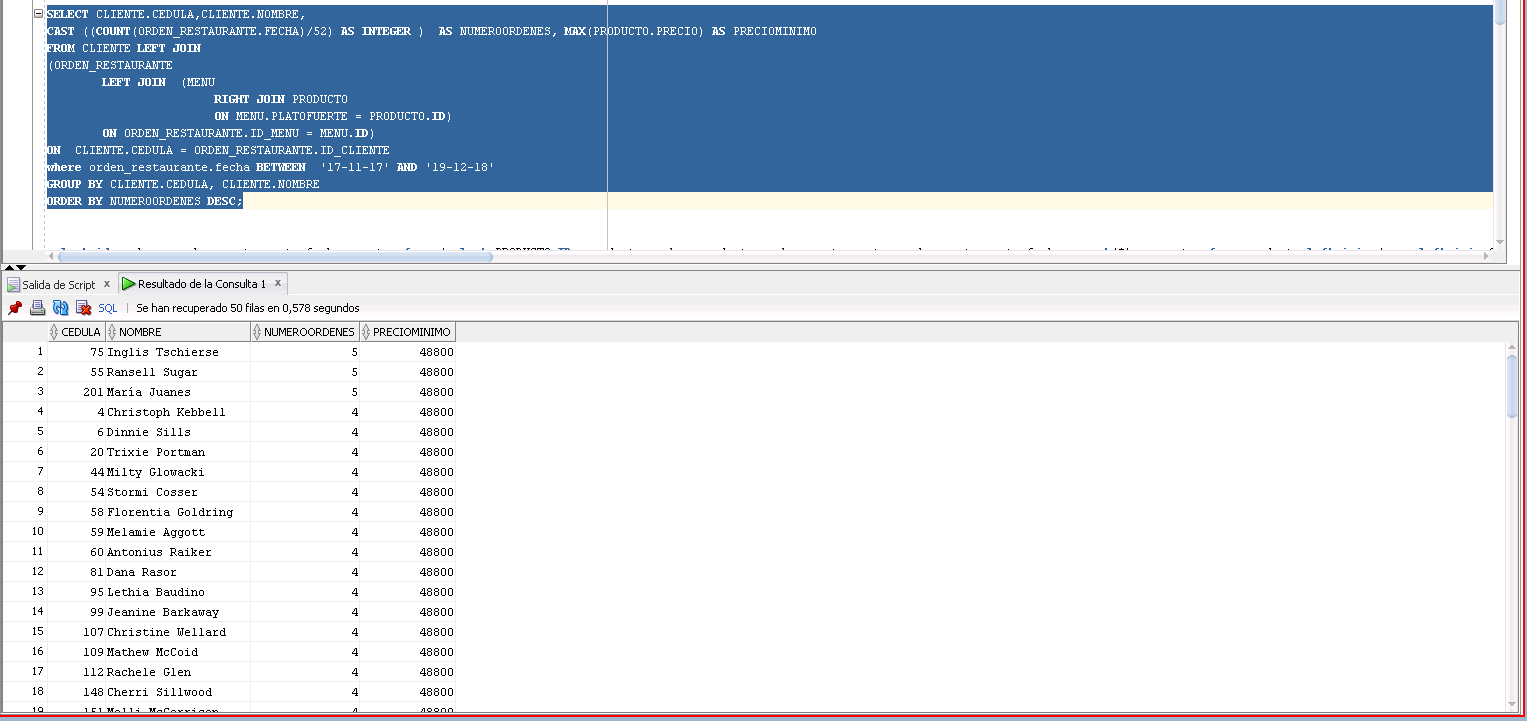 SELECT CLIENTE.CEDULA,CLIENTE.NOMBRE,
CAST ((COUNT(ORDEN_RESTAURANTE.FECHA)/52) AS INTEGER ) AS NUMEROORDENES, MAX(PRODUCTO.PRECIO) AS PRECIOMINIMO
FROM CLIENTE LEFT JOIN
(ORDEN_RESTAURANTE
LEFT JOIN (MENU
RIGHT JOIN PRODUCTO
ON MENU.PLATOFUERTE = PRODUCTO.ID)
ON ORDEN_RESTAURANTE.ID_MENU = MENU.ID)
ON CLIENTE.CEDULA = ORDEN_RESTAURANTE.ID_CLIENTE
where orden_restaurante.fecha BETWEEN '17-11-17' AND '19-12-18'
GROUP BY CLIENTE.CEDULA, CLIENTE.NOMBRE
ORDER BY NUMEROORDENES DESC;
Salida de Script x Resultado de la Consulta 1 x
SQL | Se han recuperado 50 filas en 0,578 segundos
CEDULA NOMBRE NUMEROORDENES PRECIOMINIMO
1 75 Inglis Tschierse 5 48800
2 55 Ransell Sugar 5 48800
3 201 María Juanes 5 48800
4 4 Christoph Kebbell 4 48800
5 6 Dinnie Sills 4 48800
6 20 Trixie Portman 4 48800
7 44 Milty Glowacki 4 48800
8 54 Stormi Cosser 4 48800
9 58 Florentia Goldring 4 48800
10 59 Melamie Aggott 4 48800
11 60 Antonius Raiker 4 48800
12 81 Dana Rasor 4 48800
13 95 Lethia Baudino 4 48800
14 99 Jeanine Barkaway 4 48800
15 107 Christine Wellard 4 48800
16 109 Mathew McCoid 4 48800
17 112 Rachele Glen 4 48800
18 148 Cherri Sillwood 4 48800
19 151 4 48800